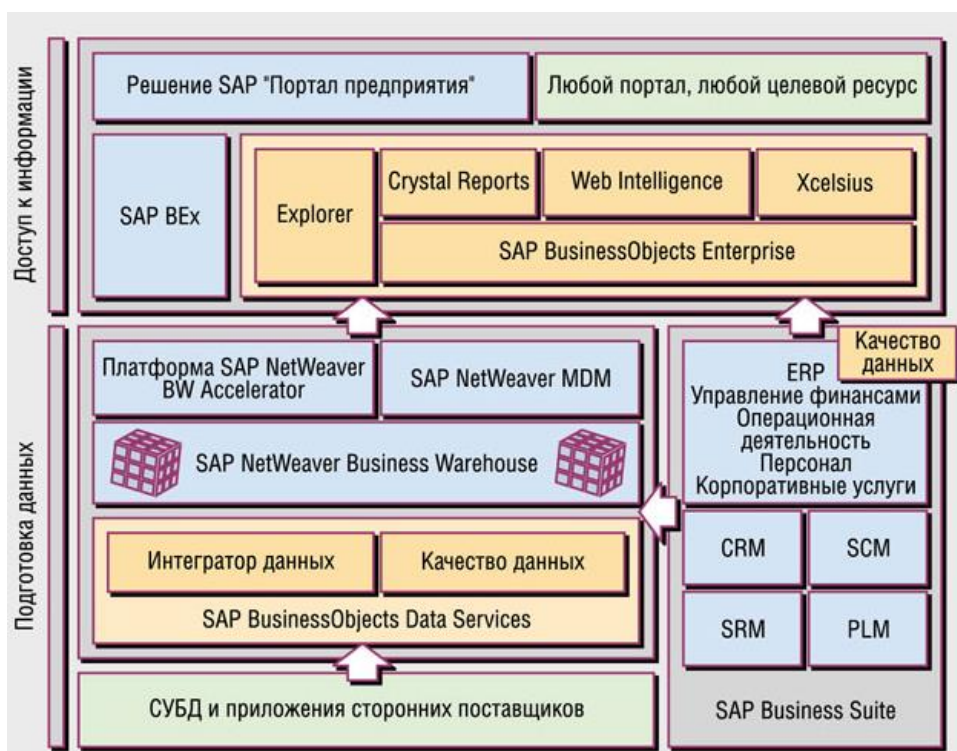 Доступ к информации
Решение SAP "Портал предприятия"
Любой портал, любой целевой ресурс
SAP BEx
Explorer
Crystal Reports
Web Intelligence
Xcelsius
SAP BusinessObjects Enterprise
Подготовка данных
Платформа SAP NetWeaver
BW Accelerator
SAP NetWeaver MDM
SAP NetWeaver Business Warehouse
Интегратор данных
Качество данных
SAP BusinessObjects Data Services
СУБД и приложения сторонних поставщиков
Качество
данных
ERP
Управление финансами
Операционная
деятельность
Персонал
Корпоративные услуги
CRM
SCM
SRM
PLM
SAP Business Suite